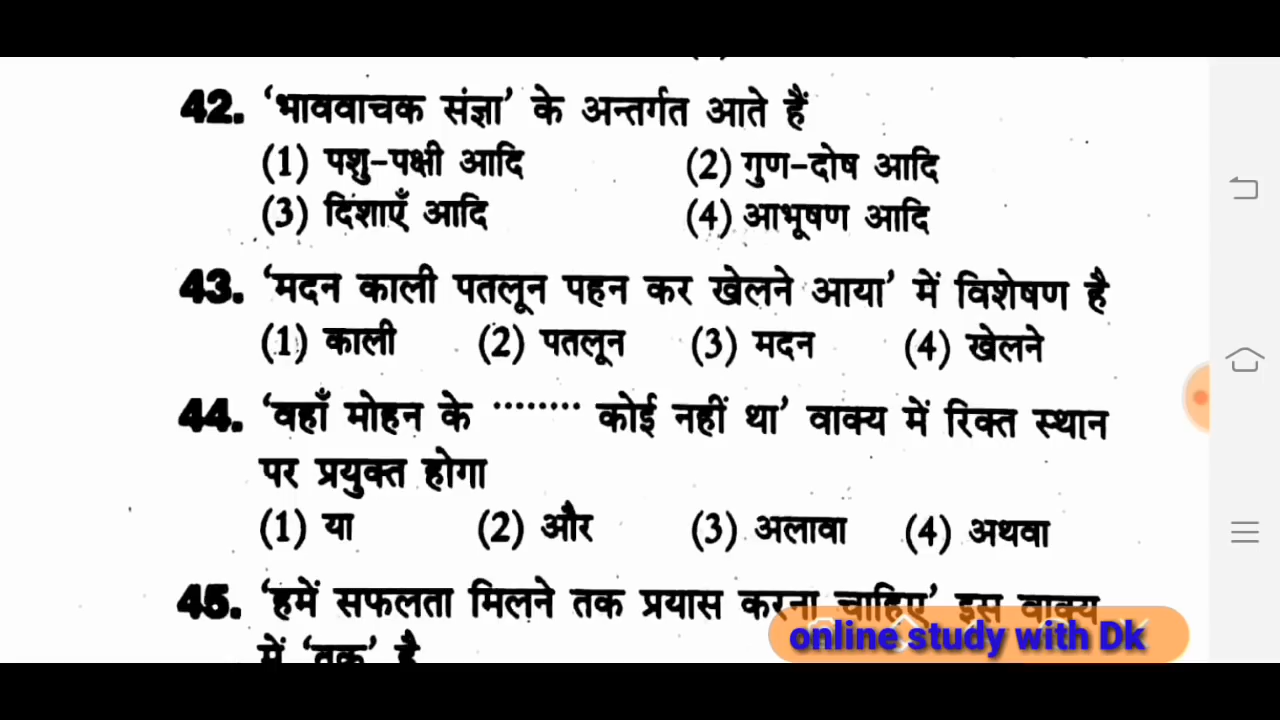 42. ‘भाववाचक संज्ञा’ के अन्तर्गत आते हैं
(1) पशु-पक्षी आदि (2) गुण-दोष आदि
(3) दिशाएँ आदि (4) आभूषण आदि
43. ‘मदन काली पतलून पहन कर खेलने आया’ में विशेषण है
(1) काली (2) पतलून (3) मदन (4) खेलने
44. ‘वहाँ मोहन के ........ कोई नहीं था’ वाक्य में रिक्त स्थान
पर प्रयुक्त होगा
(1) या (2) और (3) अलावा (4) अथवा
45. ‘हमें सफलता मिलने तक प्रयास करना चाहिए’ इस वाक्य
में ‘तक’ है
online study with Dk